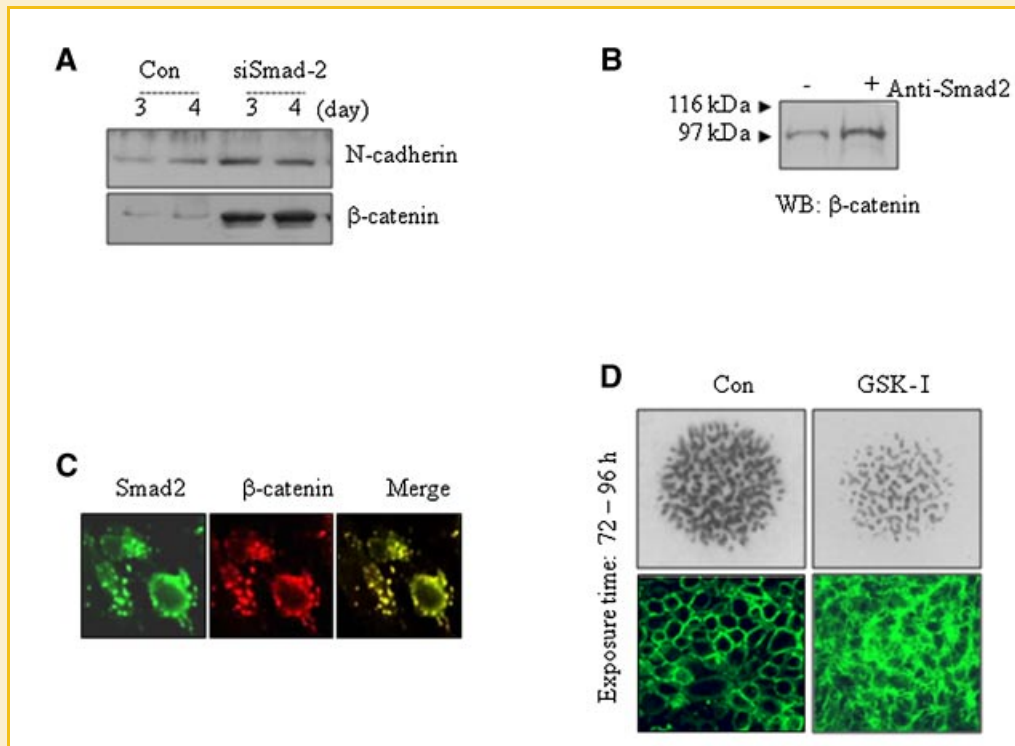 A
Con siSmad-2
3 4 3 4 (day)
N-cadherin
β-catenin
B
- + Anti-Smad2
116 kDa ►
97 kDa ►
WB: β-catenin
C
Smad2 β-catenin Merge
D
Con GSK-I
Exposure time: 72 – 96 h